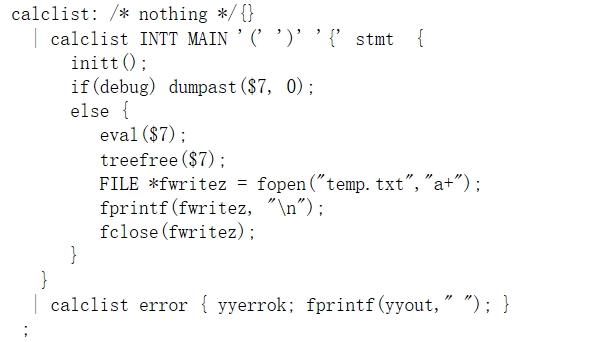 calclist: /* nothing */{}
| calclist INTT MAIN '(' ')' '{' stmt {
initt();
if(debug) dumpast($7, 0);
else {
eval($7);
treefree($7);
FILE *fwritez = fopen("temp.txt","a+");
fprintf(fwritez, "\n");
fclose(fwritez);
}
}
| calclist error { yyerrok; fprintf(yyout," "); }
;